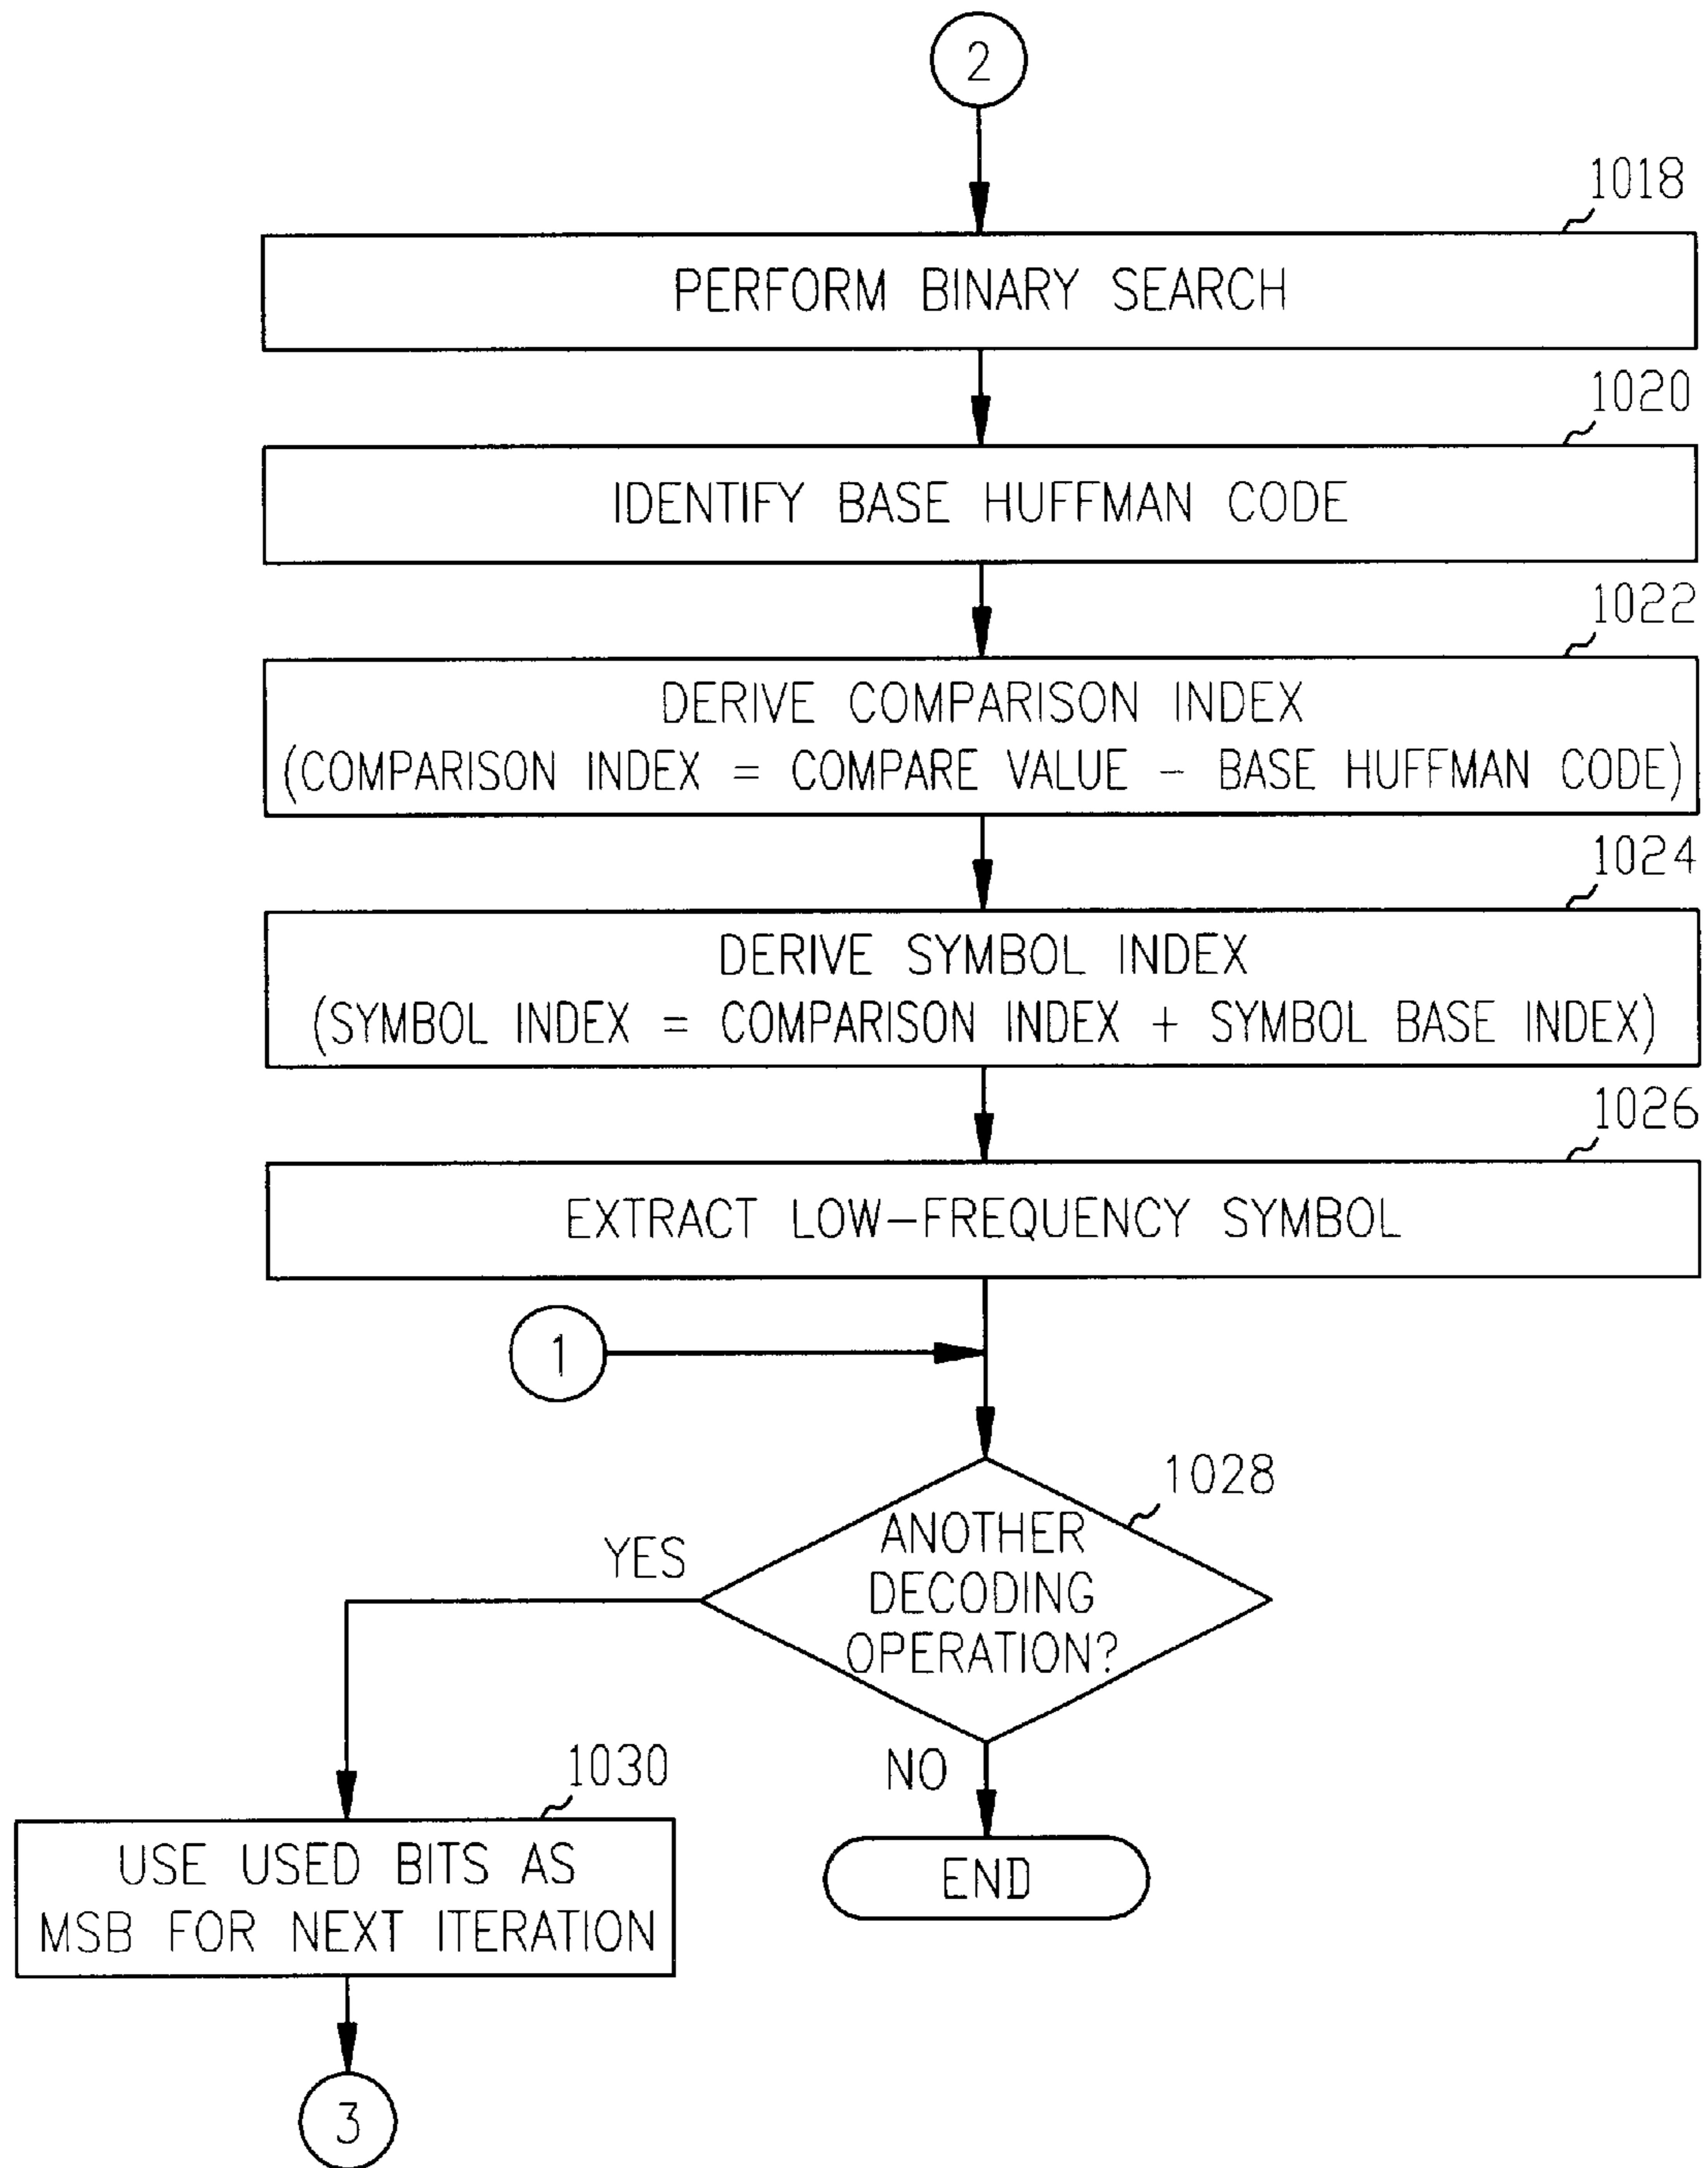 2
1018
PERFORM BINARY SEARCH
1020
IDENTIFY BASE HUFFMAN CODE
1022
DERIVE COMPARISON INDEX
(COMPARISON INDEX = COMPARE VALUE - BASE HUFFMAN CODE)
1024
DERIVE SYMBOL INDEX
(SYMBOL INDEX = COMPARISON INDEX + SYMBOL BASE INDEX)
1026
EXTRACT LOW-FREQUENCY SYMBOL
1
1028
ANOTHER
DECODING
OPERATION?
YES
NO
1030
USE USED BITS AS
MSB FOR NEXT ITERATION
END
3